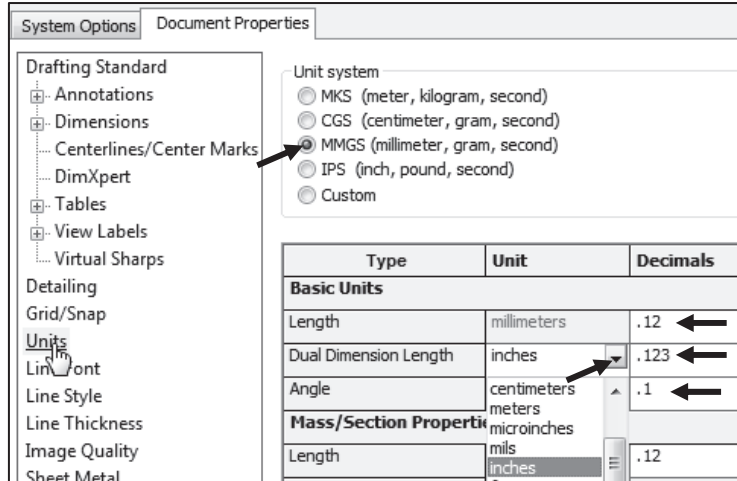 System Options Document Properties
Drafting Standard
Annotations
Dimensions
Centerlines/Center Marks
DimXpert
Tables
View Labels
Virtual Sharps
Detailing
Grid/Snap
Units
Line Font
Line Style
Line Thickness
Image Quality
Sheet Metal
Unit system
MKS (meter, kilogram, second)
CGS (centimeter, gram, second)
MMGS (millimeter, gram, second)
IPS (inch, pound, second)
Custom
Type Unit Decimals
Basic Units
Length millimeters .12
Dual Dimension Length inches .123
Angle .1
centimeters
meters
Mass/Section Properti
microinches
mils
Length .12
inches